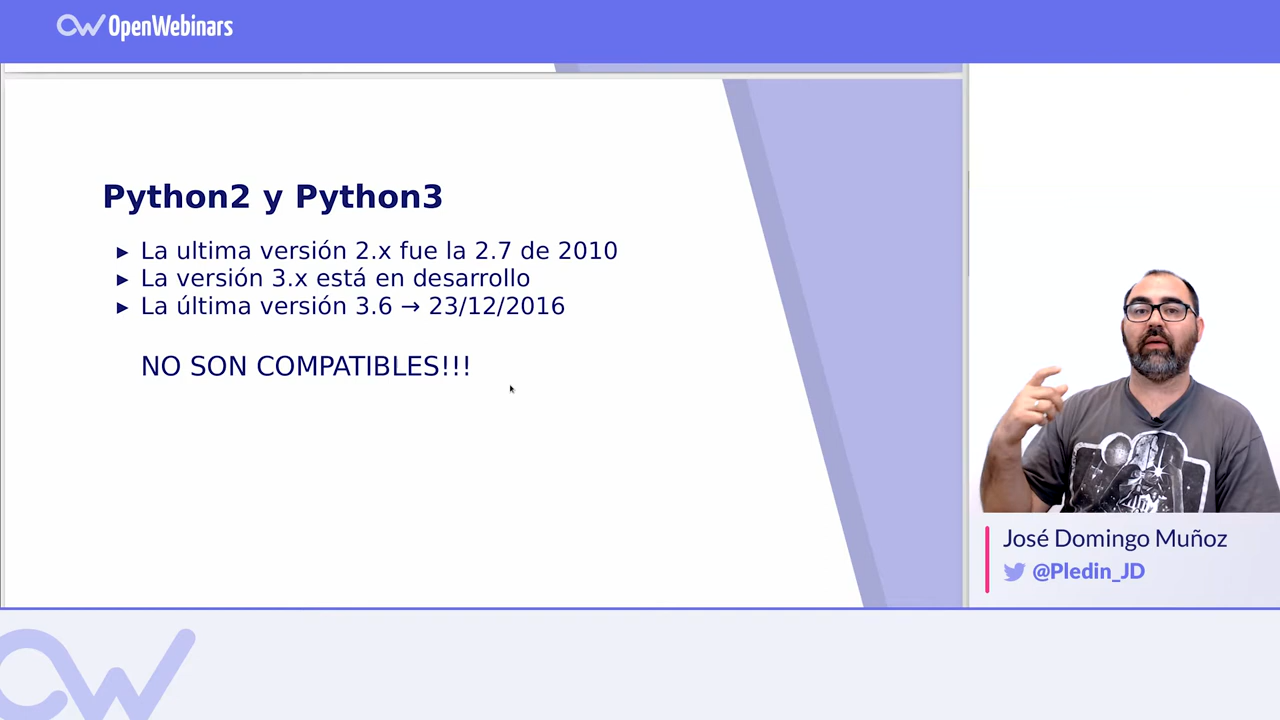 OpenWebinars
Python2 y Python3
▸ La ultima versión 2.x fue la 2.7 de 2010
▸ La versión 3.x está en desarrollo
▸ La última versión 3.6 → 23/12/2016
NO SON COMPATIBLES!!!
José Domingo Muñoz
@Pledin_JD